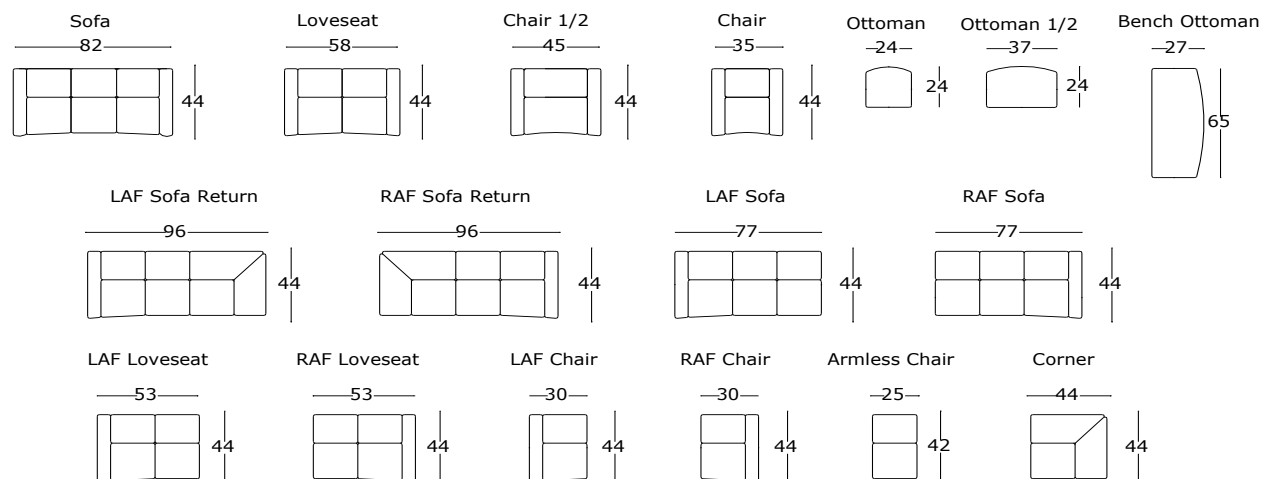 Sofa Loveseat Chair 1/2 Chair Ottoman Ottoman 1/2 Bench Ottoman
82 58 45 35 24 37 27
44 44 44 44 24 24 65
LAF Sofa Return RAF Sofa Return LAF Sofa RAF Sofa
96 96 77 77
44 44 44 44
LAF Loveseat RAF Loveseat LAF Chair RAF Chair Armless Chair Corner
53 53 30 30 25 44
44 44 44 44 42 44